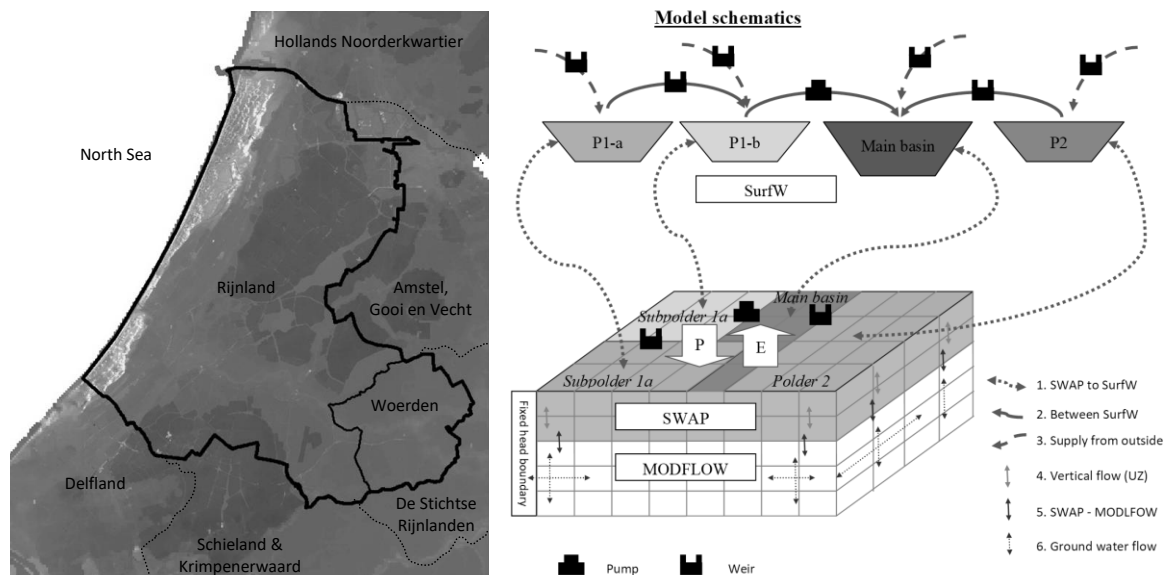 Hollands Noorderkwartier
North Sea
Rijnland
Amstel,
Gooi en Vecht
Woerden
Delfland
De Stichtse
Rijnlanden
Schieland &
Krimpenerwaard
Model schematics
P1-a
P1-b
Main basin
P2
SurfW
Main basin
Subpolder 1a
P
E
Subpolder 1a
Polder 2
Fixed head boundary
SWAP
MODFLOW
1. SWAP to SurfW
2. Between SurfW
3. Supply from outside
4. Vertical flow (UZ)
5. SWAP - MODLFOW
6. Ground water flow
Pump
Weir